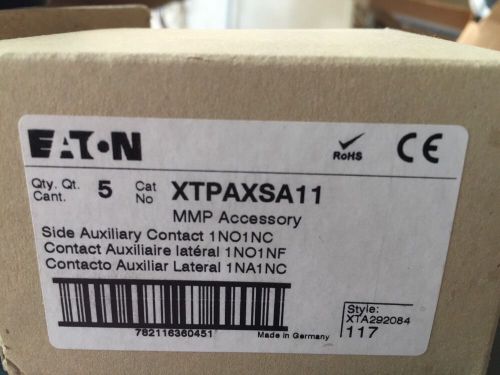 EATON
RoHS
CE
Qty. Qt. Cant. 5 Cat No XTPAXSA11
MMP Accessory
Side Auxiliary Contact 1NO1NC
Contact Auxiliaire latéral 1NO1NF
Contacto Auxiliar Lateral 1NA1NC
782116360451
Made in Germany
Style:
XTA292084
117